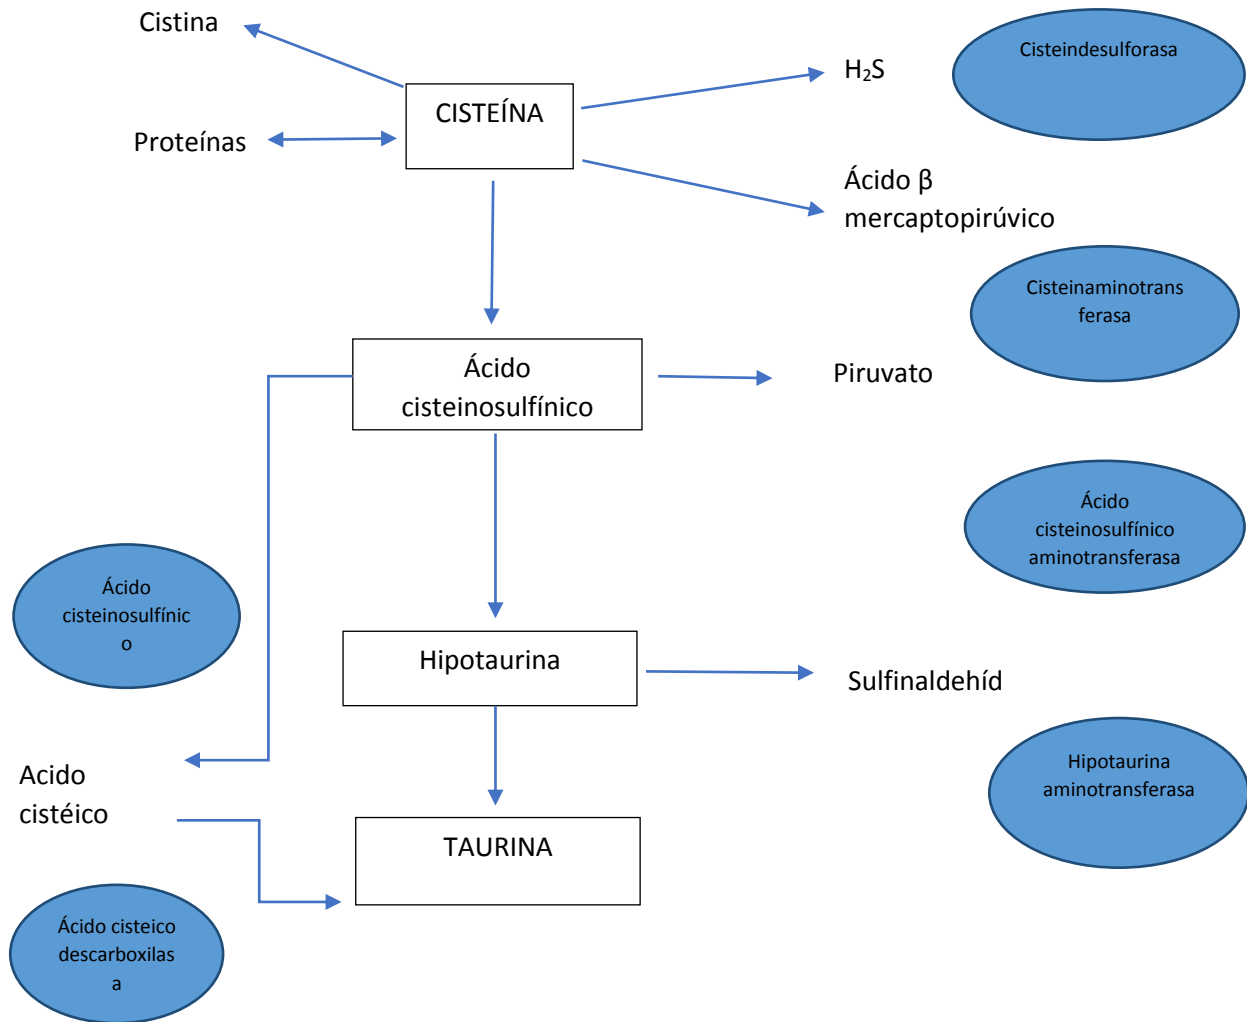 Cistina
Cisteindesulforasa
H₂S
CISTEÍNA
Proteínas
Ácido β
mercaptopirúvico
Cisteinaminotrans
ferasa
Ácido
cisteinosulfínico
Piruvato
Ácido
cisteinosulfínico
aminotransferasa
Ácido
cisteinosulfínic
o
Hipotaurina
Sulfinaldehíd
Hipotaurina
aminotransferasa
Acido
cistéico
TAURINA
Ácido cisteico
descarboxilas
a